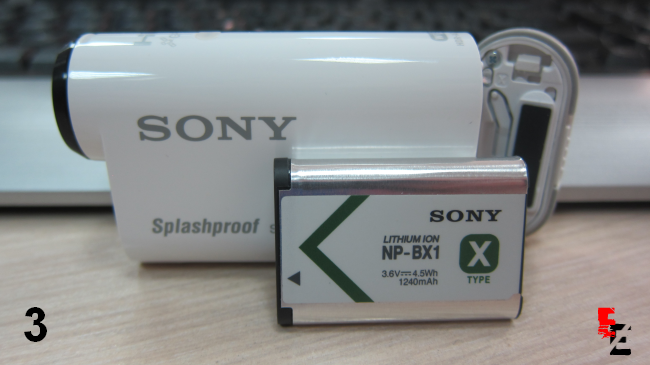 SONY
Splashproof
SONY
LITHIUM ION
NP-BX1
3.6V⎓4.5Wh
1240mAh
X
TYPE
3